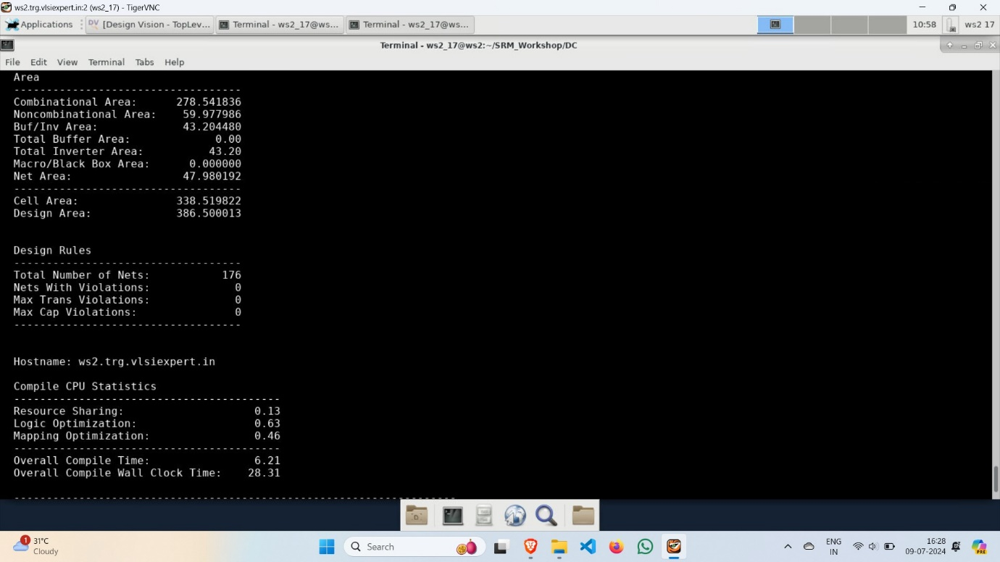 ws2.trg.vlsiexpert.in:2 (ws2_17) - TigerVNC
Applications
[Design Vision - TopLev...
Terminal - ws2_17@ws...
Terminal - ws2_17@ws...
10:58
ws2 17
Terminal - ws2_17@ws2:~/SRM_Workshop/DC
File Edit View Terminal Tabs Help
Area
-----------------------------------
Combinational Area: 278.541836
Noncombinational Area: 59.977986
Buf/Inv Area: 43.204480
Total Buffer Area: 0.00
Total Inverter Area: 43.20
Macro/Black Box Area: 0.000000
Net Area: 47.980192
-----------------------------------
Cell Area: 338.519822
Design Area: 386.500013
Design Rules
-----------------------------------
Total Number of Nets: 176
Nets With Violations: 0
Max Trans Violations: 0
Max Cap Violations: 0
-----------------------------------
Hostname: ws2.trg.vlsiexpert.in
Compile CPU Statistics
-----------------------------------------
Resource Sharing: 0.13
Logic Optimization: 0.63
Mapping Optimization: 0.46
-----------------------------------------
Overall Compile Time: 6.21
Overall Compile Wall Clock Time: 28.31
--------------------------------------------------------------------
1
31°C
Cloudy
Search
ENG
IN
16:28
09-07-2024
PRE